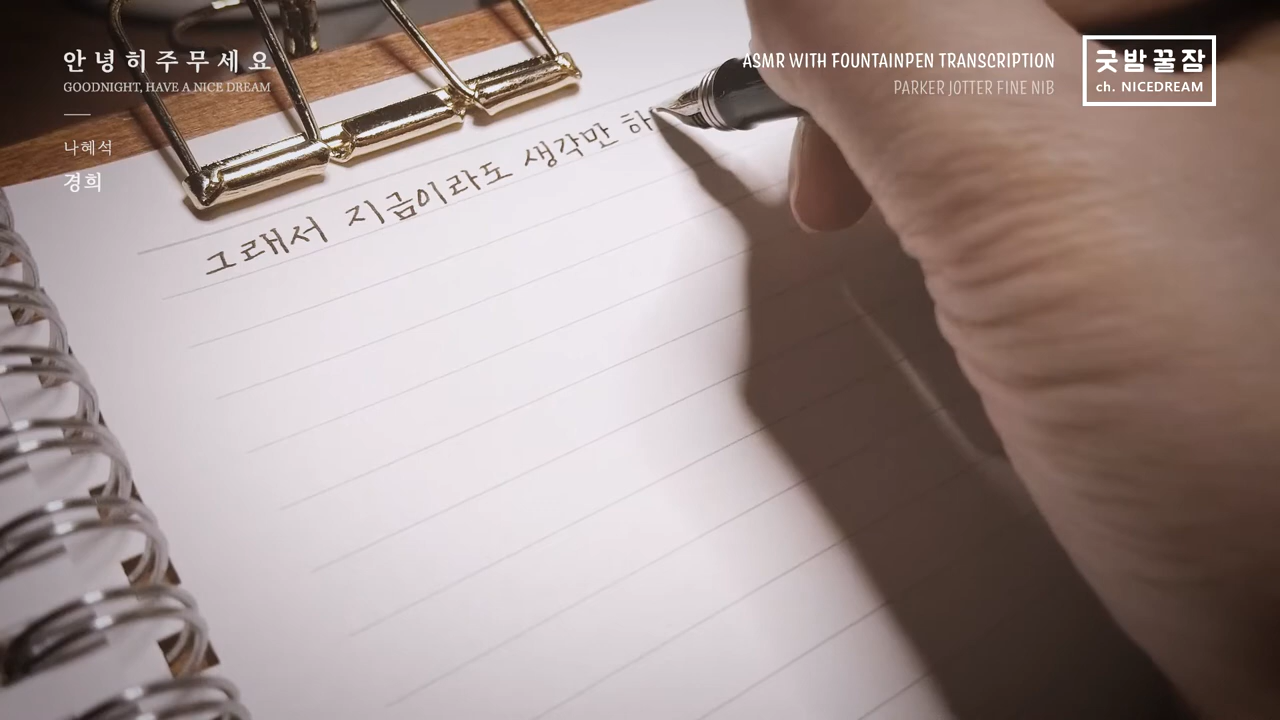 안녕히주무세요
GOODNIGHT, HAVE A NICE DREAM
나혜석
경희
ASMR WITH FOUNTAINPEN TRANSCRIPTION
PARKER JOTTER FINE NIB
굿밤꿀잠
ch. NICEDREAM
그래서 지금이라도 생각만 하